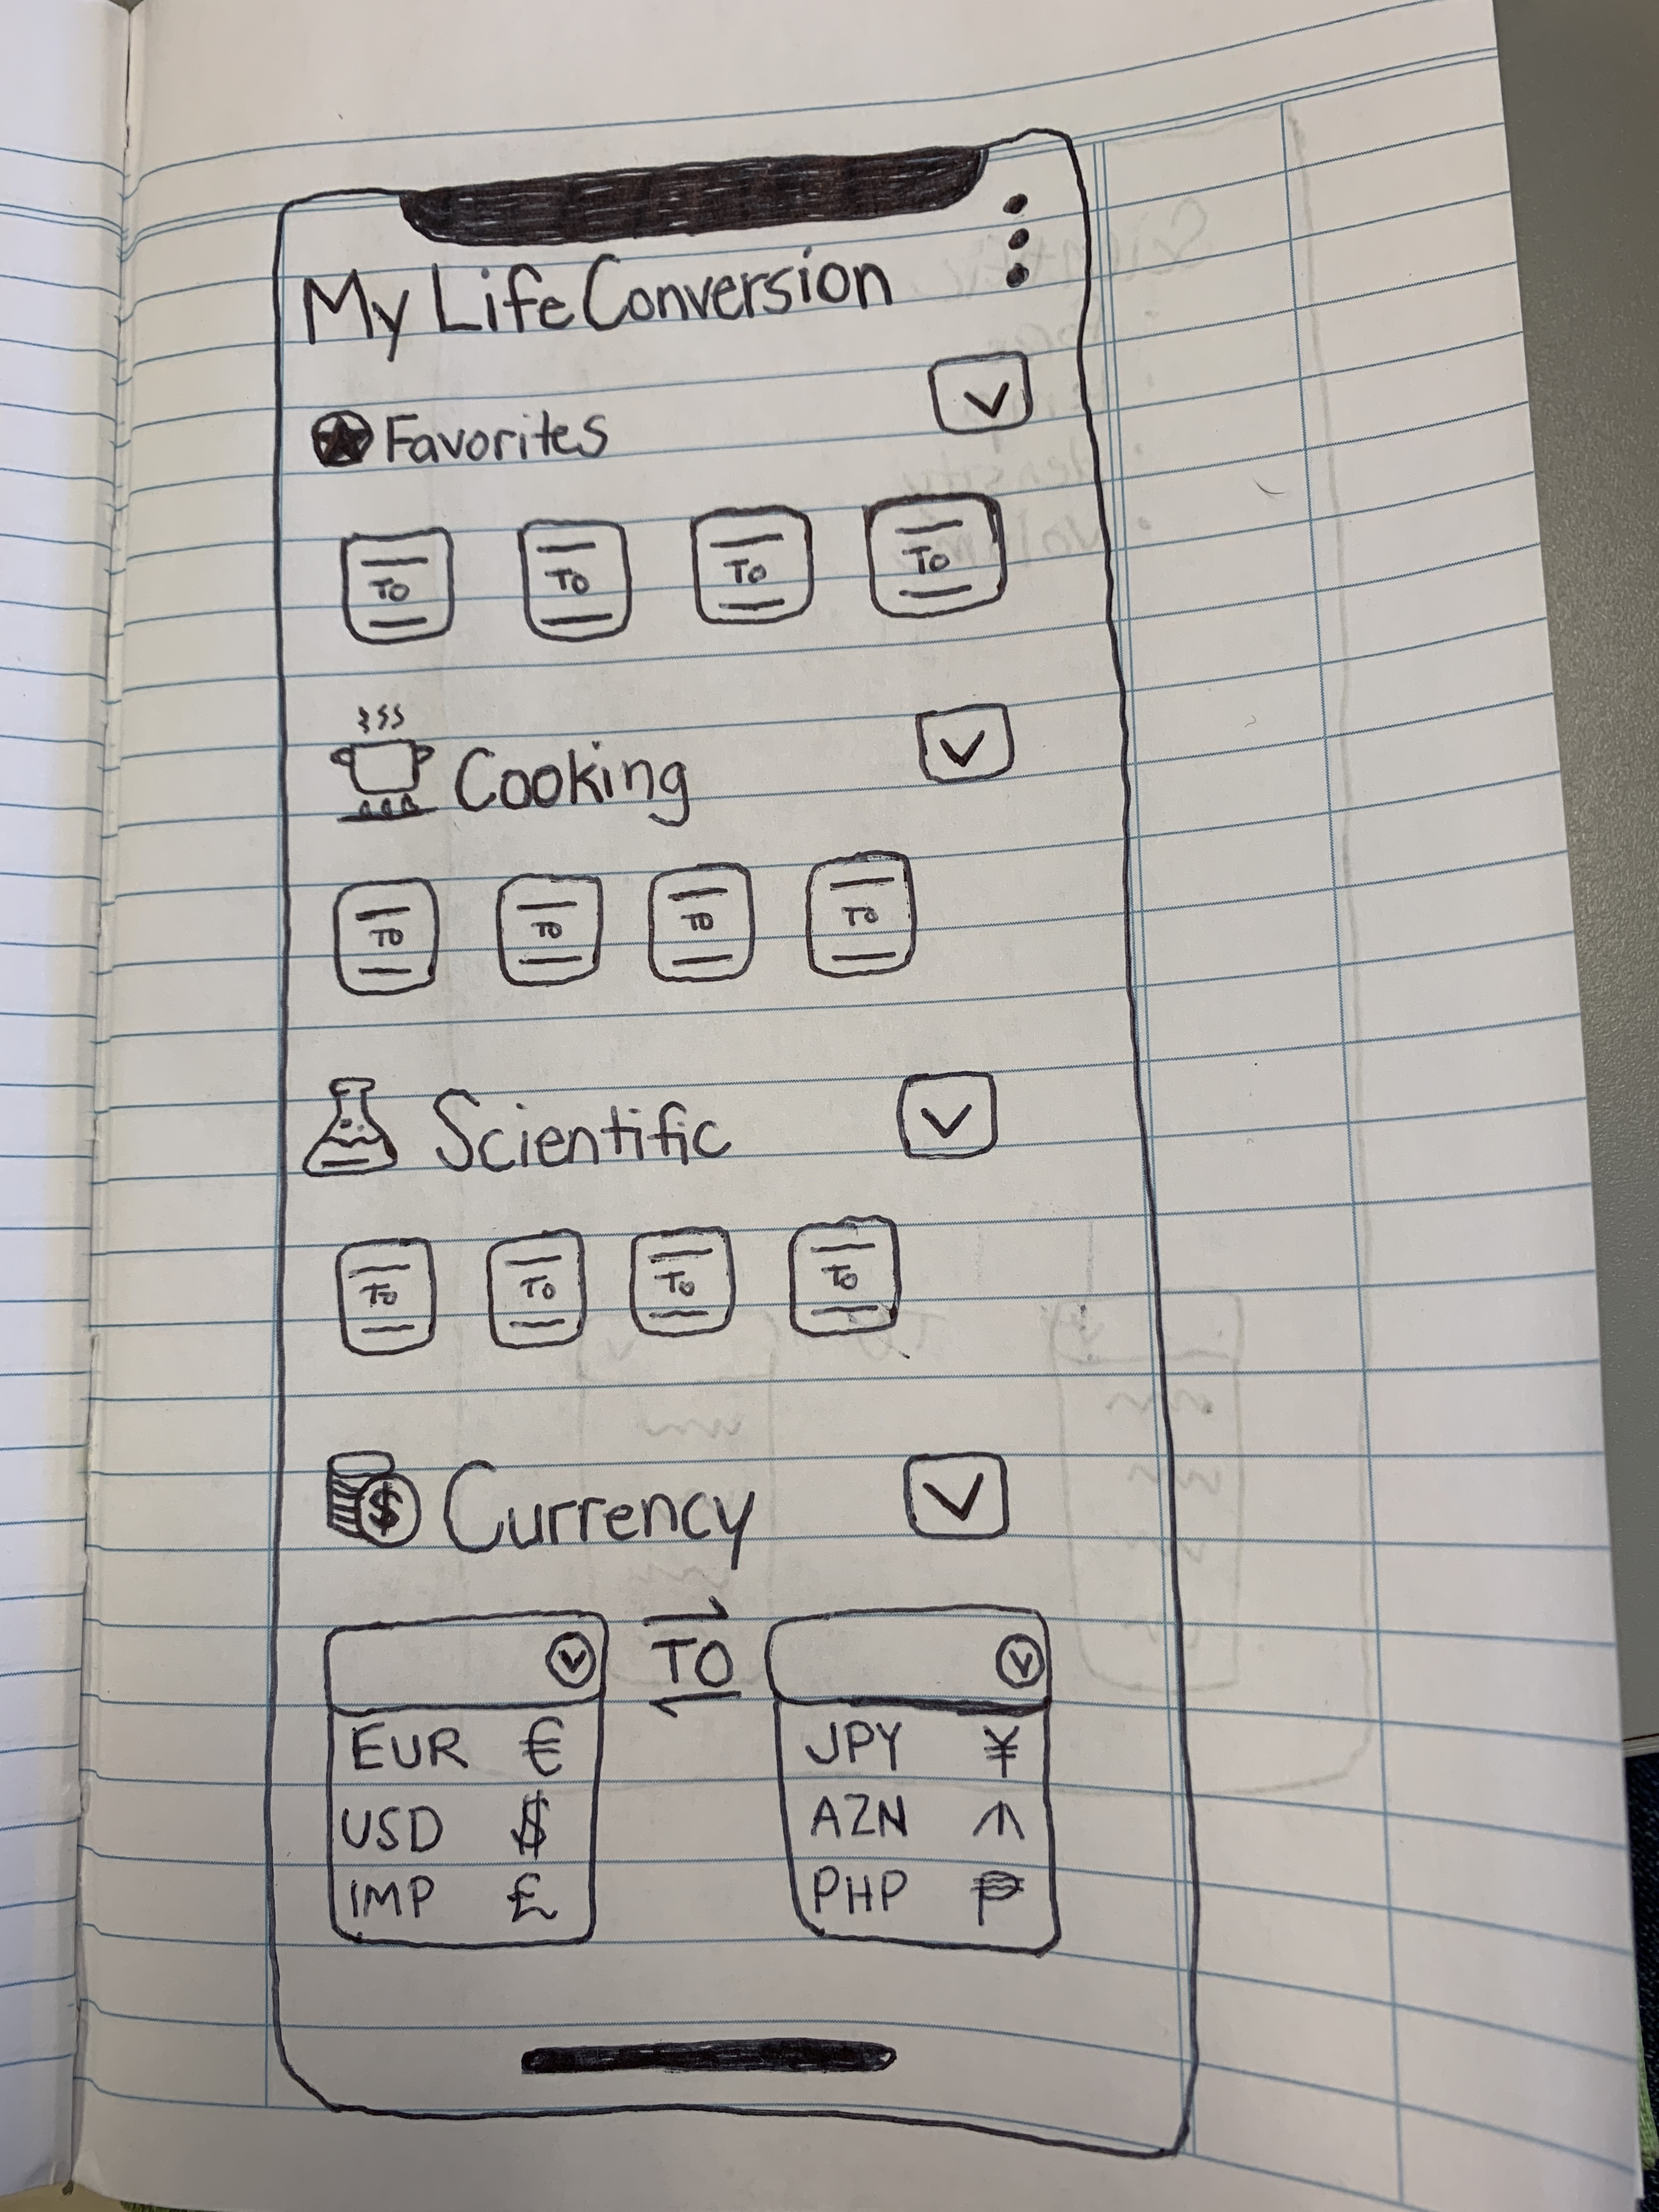 My Life Conversion
Favorites
TO TO TO TO
Cooking
TO TO TO TO
Scientific
TO TO TO TO
$ Currency
TO
EUR €
USD $
IMP £
JPY ¥
AZN ₼
PHP ₱